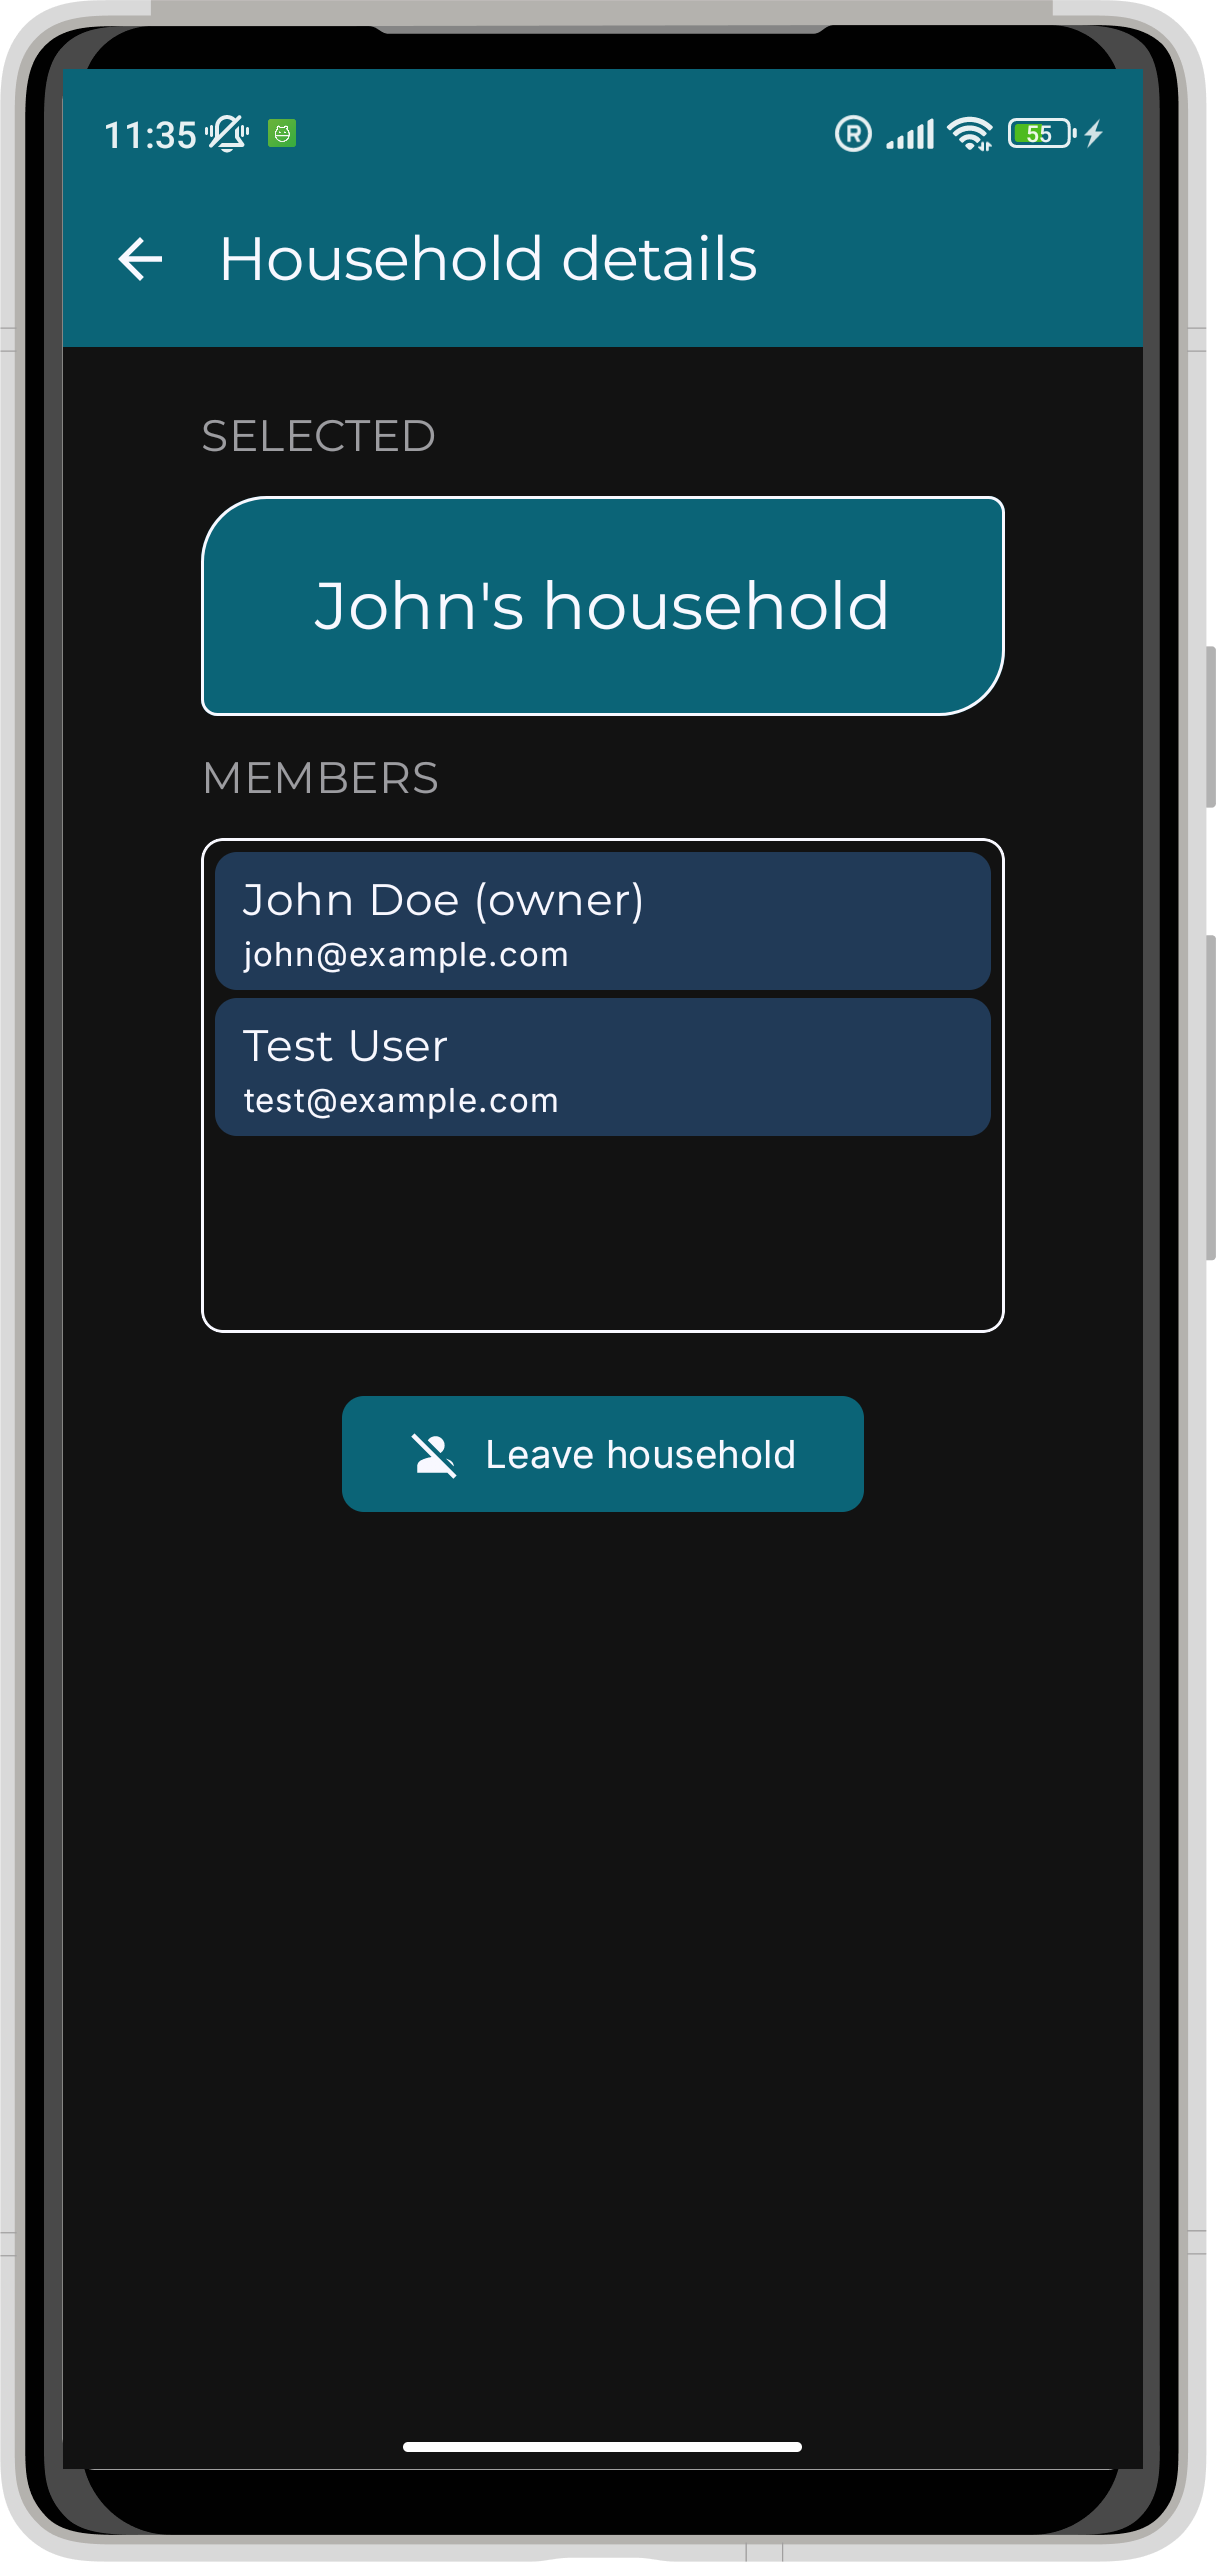 11:35 R 55
Household details
SELECTED
John's household
MEMBERS
John Doe (owner)
john@example.com
Test User
test@example.com
Leave household